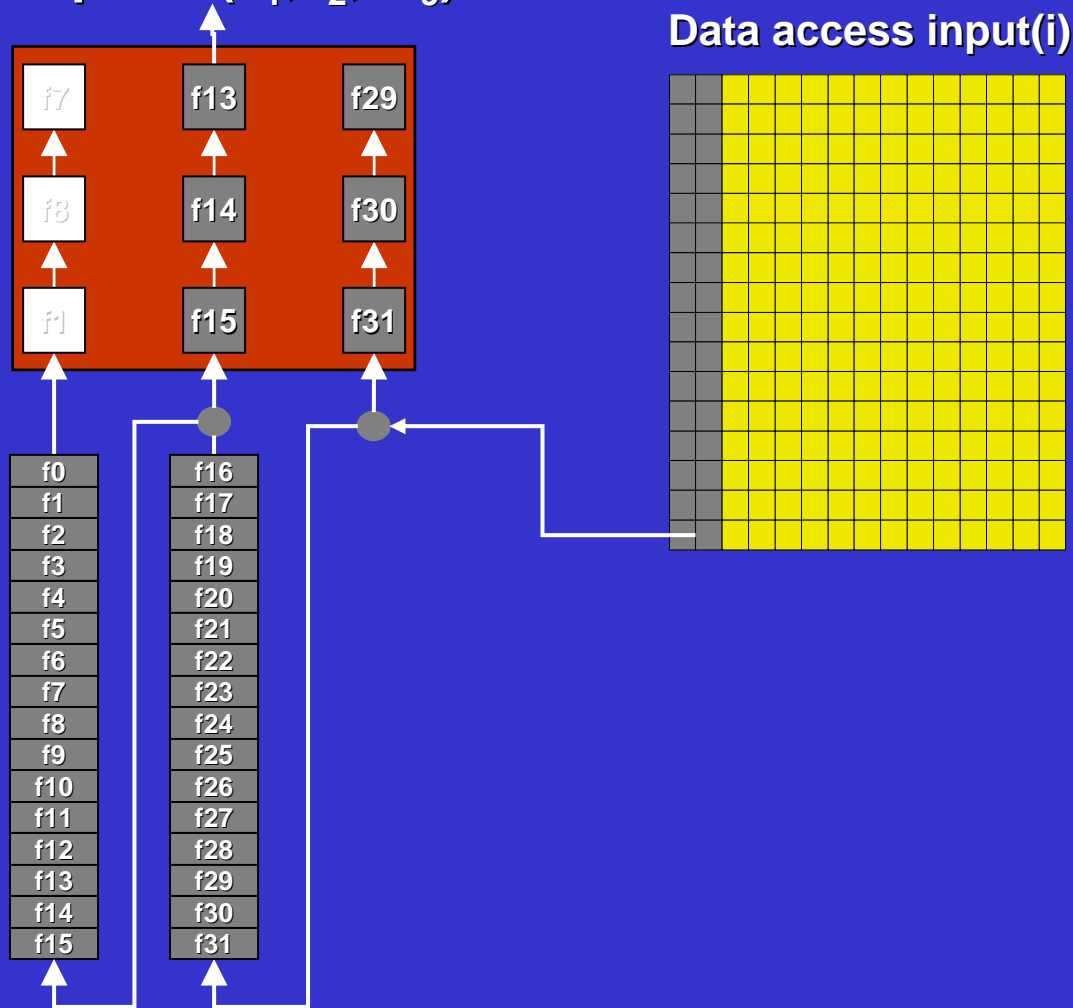 Data access input(i)
f7 f13 f29
f8 f14 f30
f1 f15 f31
f0 f16
f1 f17
f2 f18
f3 f19
f4 f20
f5 f21
f6 f22
f7 f23
f8 f24
f9 f25
f10 f26
f11 f27
f12 f28
f13 f29
f14 f30
f15 f31